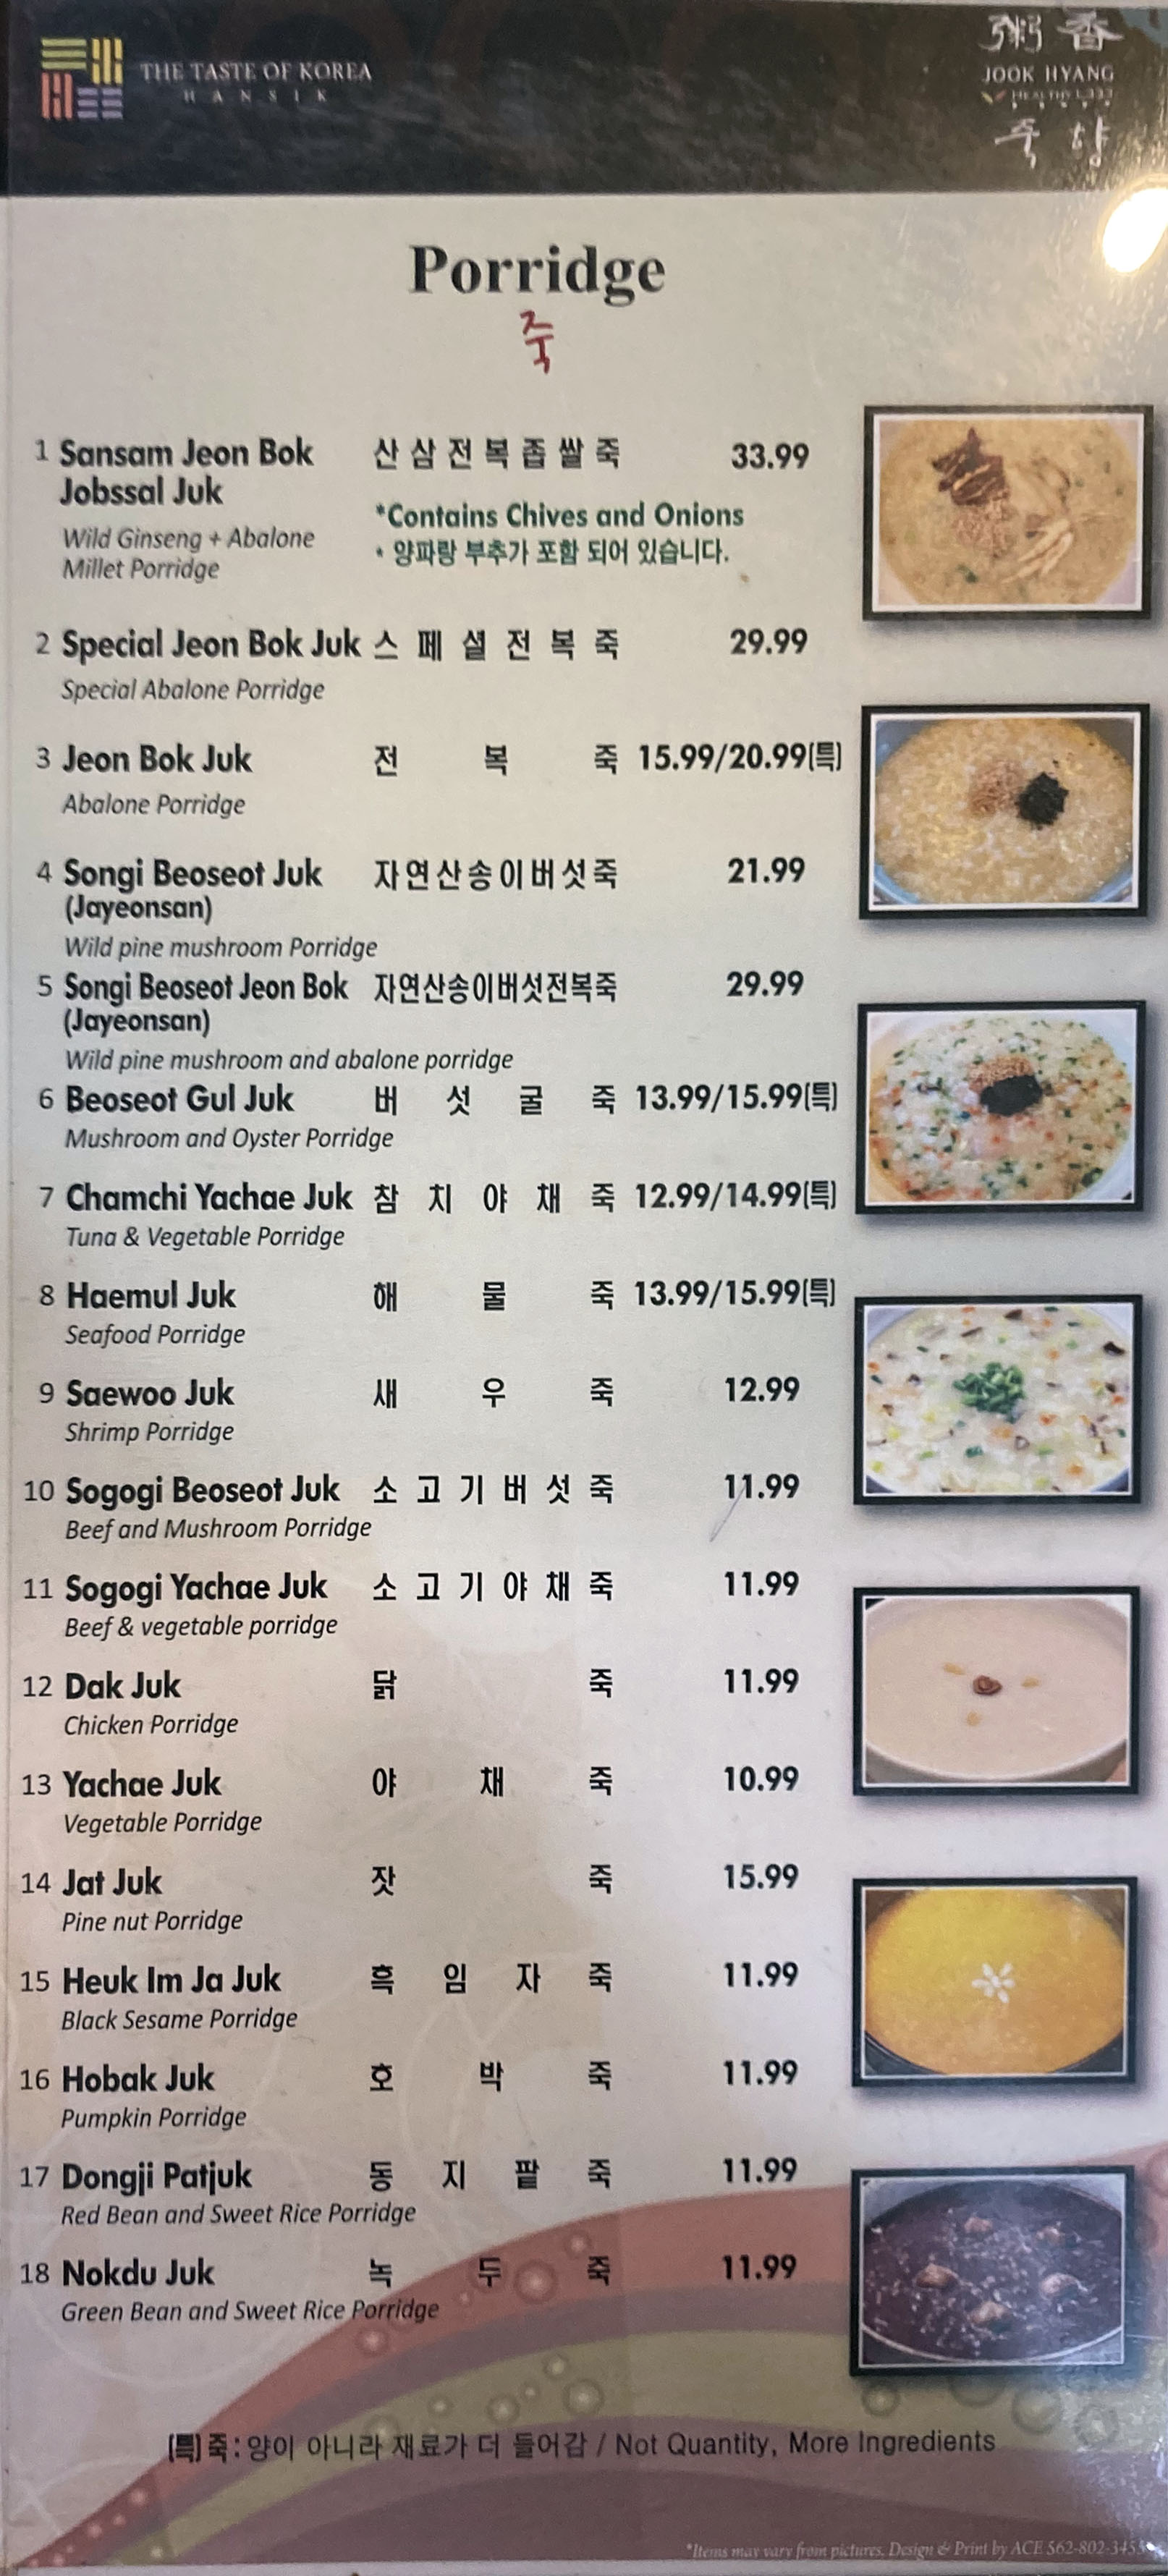 THE TASTE OF KOREA
HANSIK
粥香
JOOK HYANG
죽 향
Porridge
죽
1 Sansam Jeon Bok 산삼전복좁쌀죽 33.99
Jobssal Juk
*Contains Chives and Onions
Wild Ginseng + Abalone
* 양파랑 부추가 포함 되어 있습니다.
Millet Porridge
2 Special Jeon Bok Juk 스페셜전복죽 29.99
Special Abalone Porridge
3 Jeon Bok Juk 전복죽 15.99/20.99(특)
Abalone Porridge
4 Songi Beoseot Juk 자연산송이버섯죽 21.99
(Jayeonsan)
Wild pine mushroom Porridge
5 Songi Beoseot Jeon Bok 자연산송이버섯전복죽 29.99
(Jayeonsan)
Wild pine mushroom and abalone porridge
6 Beoseot Gul Juk 버섯굴죽 13.99/15.99(특)
Mushroom and Oyster Porridge
7 Chamchi Yachae Juk 참치야채죽 12.99/14.99(특)
Tuna & Vegetable Porridge
8 Haemul Juk 해물죽 13.99/15.99(특)
Seafood Porridge
9 Saewoo Juk 새우죽 12.99
Shrimp Porridge
10 Sogogi Beoseot Juk 소고기버섯죽 11.99
Beef and Mushroom Porridge
11 Sogogi Yachae Juk 소고기야채죽 11.99
Beef & vegetable porridge
12 Dak Juk 닭죽 11.99
Chicken Porridge
13 Yachae Juk 야채죽 10.99
Vegetable Porridge
14 Jat Juk 잣죽 15.99
Pine nut Porridge
15 Heuk Im Ja Juk 흑임자죽 11.99
Black Sesame Porridge
16 Hobak Juk 호박죽 11.99
Pumpkin Porridge
17 Dongji Patjuk 동지팥죽 11.99
Red Bean and Sweet Rice Porridge
18 Nokdu Juk 녹두죽 11.99
Green Bean and Sweet Rice Porridge
(특)죽: 양이 아니라 재료가 더 들어감 / Not Quantity, More Ingredients
*Items may vary from pictures. Design & Print by ACE 562-802-3455